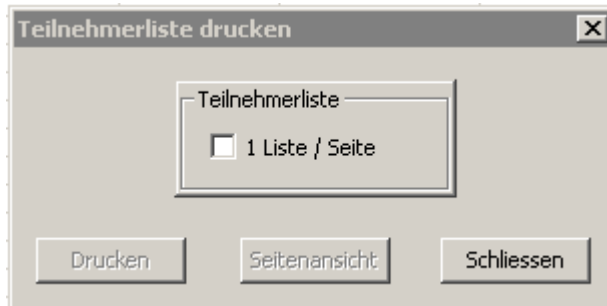 Teilnehmerliste drucken
Teilnehmerliste
1 Liste / Seite
Drucken Seitenansicht Schliessen